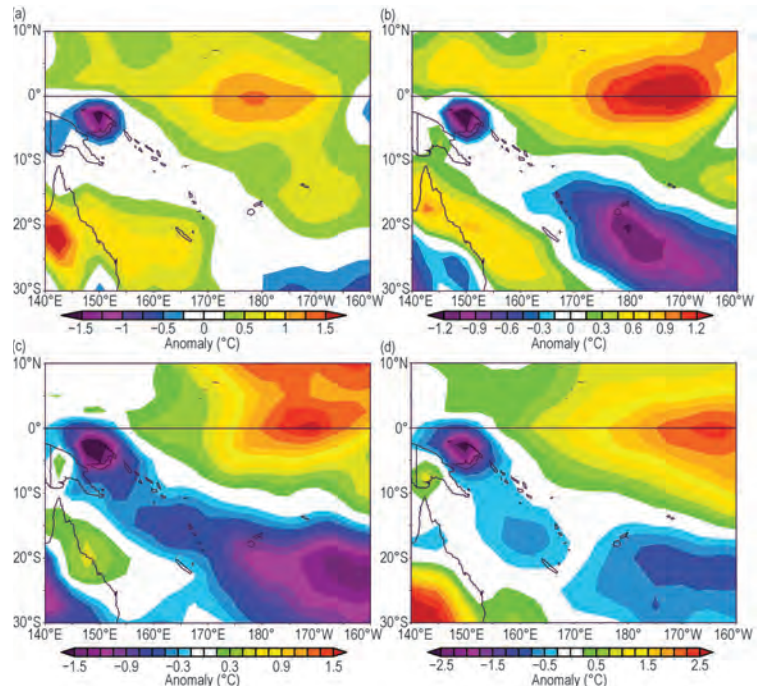 (a)
(b)
10°N
10°N
0°
0°
10°S
10°S
20°S
20°S
30°S
30°S
140°E 150°E 160°E 170°E 180° 170°W 160°W
140°E 150°E 160°E 170°E 180° 170°W 160°W
−1.5 −1 −0.5 0 0.5 1 1.5
−1.2 −0.9 −0.6 −0.3 0 0.3 0.6 0.9 1.2
Anomaly (°C)
Anomaly (°C)
(c)
(d)
10°N
10°N
0°
0°
10°S
10°S
20°S
20°S
30°S
30°S
140°E 150°E 160°E 170°E 180° 170°W 160°W
140°E 150°E 160°E 170°E 180° 170°W 160°W
−1.5 −0.9 −0.3 0.3 0.9 1.5
−2.5 −1.5 −0.5 0.5 1.5 2.5
Anomaly (°C)
Anomaly (°C)